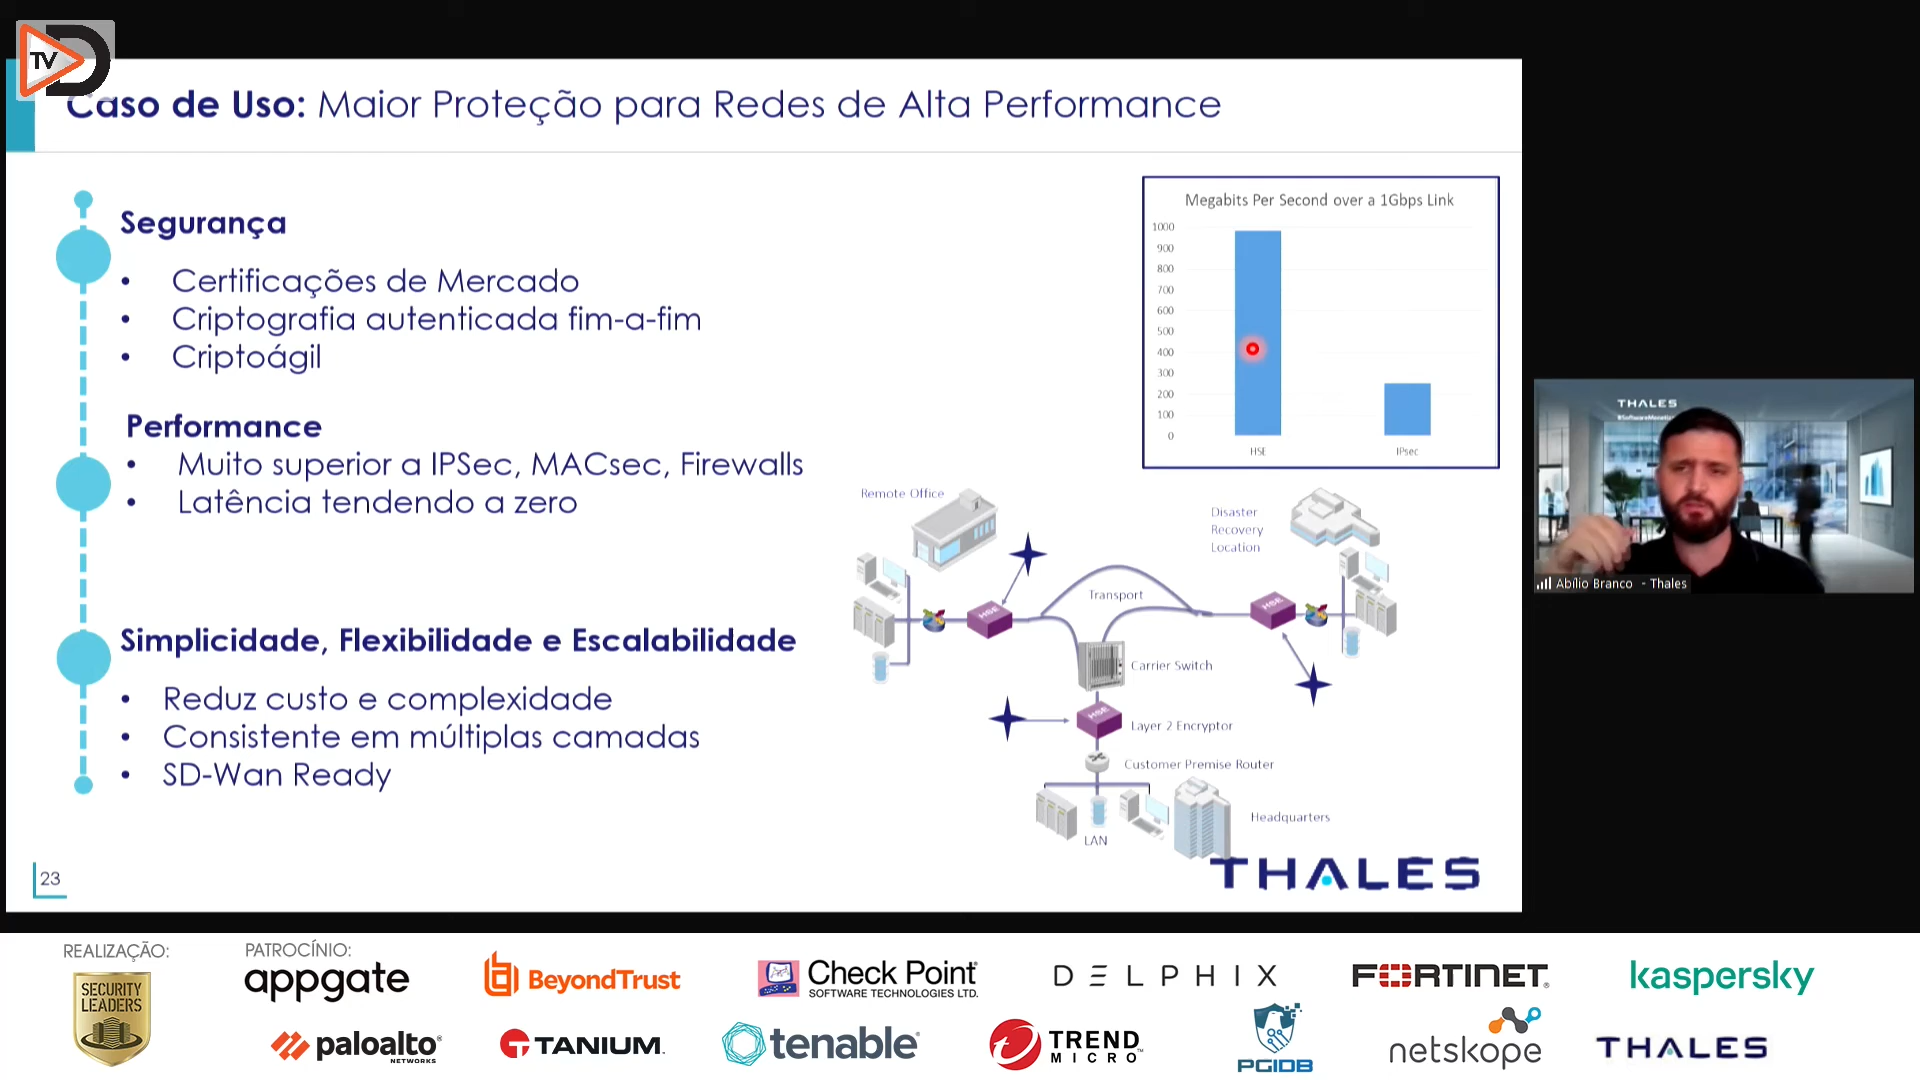 TV
Caso de Uso: Maior Proteção para Redes de Alta Performance
Segurança
• Certificações de Mercado
• Criptografia autenticada fim-a-fim
• Criptoágil
Performance
• Muito superior a IPSec, MACsec, Firewalls
• Latência tendendo a zero
Simplicidade, Flexibilidade e Escalabilidade
• Reduz custo e complexidade
• Consistente em múltiplas camadas
• SD-Wan Ready
23
Megabits Per Second over a 1Gbps Link
1000
900
800
700
600
500
400
300
200
100
0
HSE
IPsec
Remote Office
Disaster
Recovery
Location
HSE
Transport
HSE
Carrier Switch
HSE
Layer 2 Encryptor
Customer Premise Router
Headquarters
LAN
THALES
THALES
Abílio Branco - Thales
REALIZAÇÃO:
SECURITY
LEADERS
PATROCÍNIO:
appgate
BeyondTrust
Check Point
SOFTWARE TECHNOLOGIES LTD.
DELPHIX
FORTINET
kaspersky
paloalto
NETWORKS
TANIUM
tenable
TREND
MICRO
PGIDB
netskope
THALES